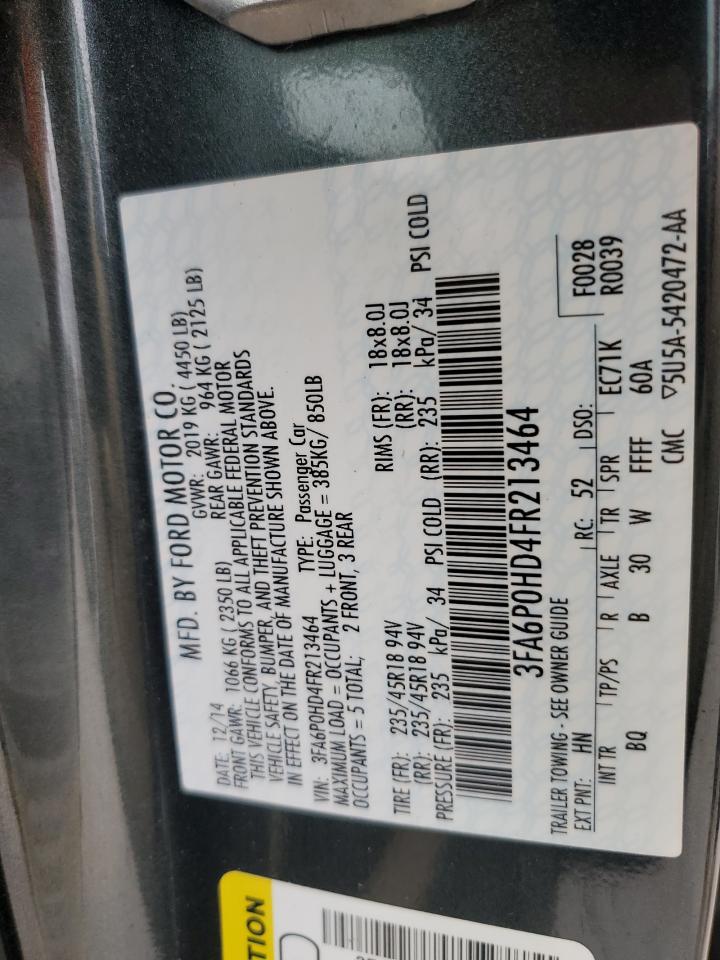 MFD. BY FORD MOTOR CO.
DATE: 12/14 GVWR: 2019 KG ( 4450 LB)
FRONT GAWR: 1066 KG ( 2350 LB) REAR GAWR: 964 KG ( 2125 LB)
THIS VEHICLE CONFORMS TO ALL APPLICABLE FEDERAL MOTOR
VEHICLE SAFETY, BUMPER, AND THEFT PREVENTION STANDARDS
IN EFFECT ON THE DATE OF MANUFACTURE SHOWN ABOVE.
VIN: 3FA6P0HD4FR213464 TYPE: Passenger Car
MAXIMUM LOAD = OCCUPANTS + LUGGAGE = 385KG/ 850LB
OCCUPANTS = 5 TOTAL; 2 FRONT, 3 REAR
TIRE (FR): 235/45R18 94V RIMS (FR): 18x8.0J
(RR): 235/45R18 94V (RR): 18x8.0J
PRESSURE (FR): 235 kPa/ 34 PSI COLD (RR): 235 kPa/ 34 PSI COLD
3FA6P0HD4FR213464
TRAILER TOWING - SEE OWNER GUIDE
EXT PNT: HN RC: 52 DSO: F0028
R0039
INT TR TP/PS R AXLE TR SPR EC71K
BQ B 30 W FFFF 60A
CMC ▽5U5A-5420472-AA
TION